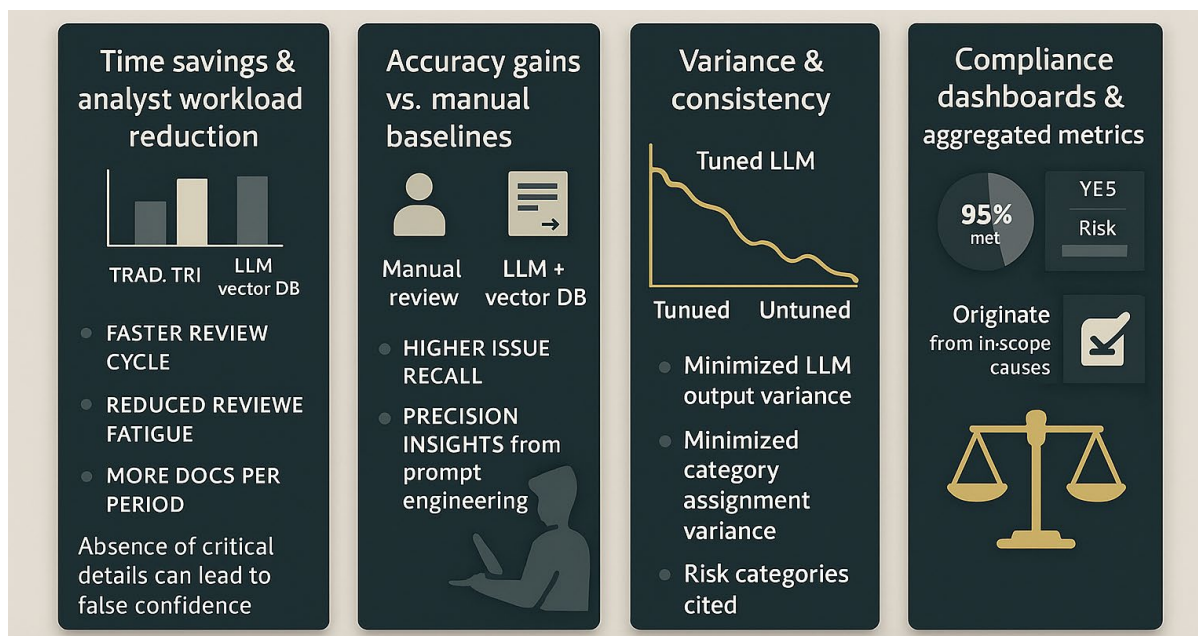 Time savings &
analyst workload
reduction
TRAD. TRI
LLM
vector DB
FASTER REVIEW
CYCLE
REDUCED REVIEWE
FATIGUE
MORE DOCS PER
PERIOD
Absence of critical
details can lead to
false confidence
Accuracy gains
vs. manual
baselines
Manual
review
LLM +
vector DB
HIGHER ISSUE
RECALL
PRECISION
INSIGHTS from
prompt
engineering
Variance &
consistency
Tuned LLM
Tunued Untuned
Minimized LLM
output variance
Minimized
category
assignment
variance
Risk categories
cited
Compliance
dashboards &
aggregated metrics
95%
met
YE5
Risk
Originate
from in·scope
causes